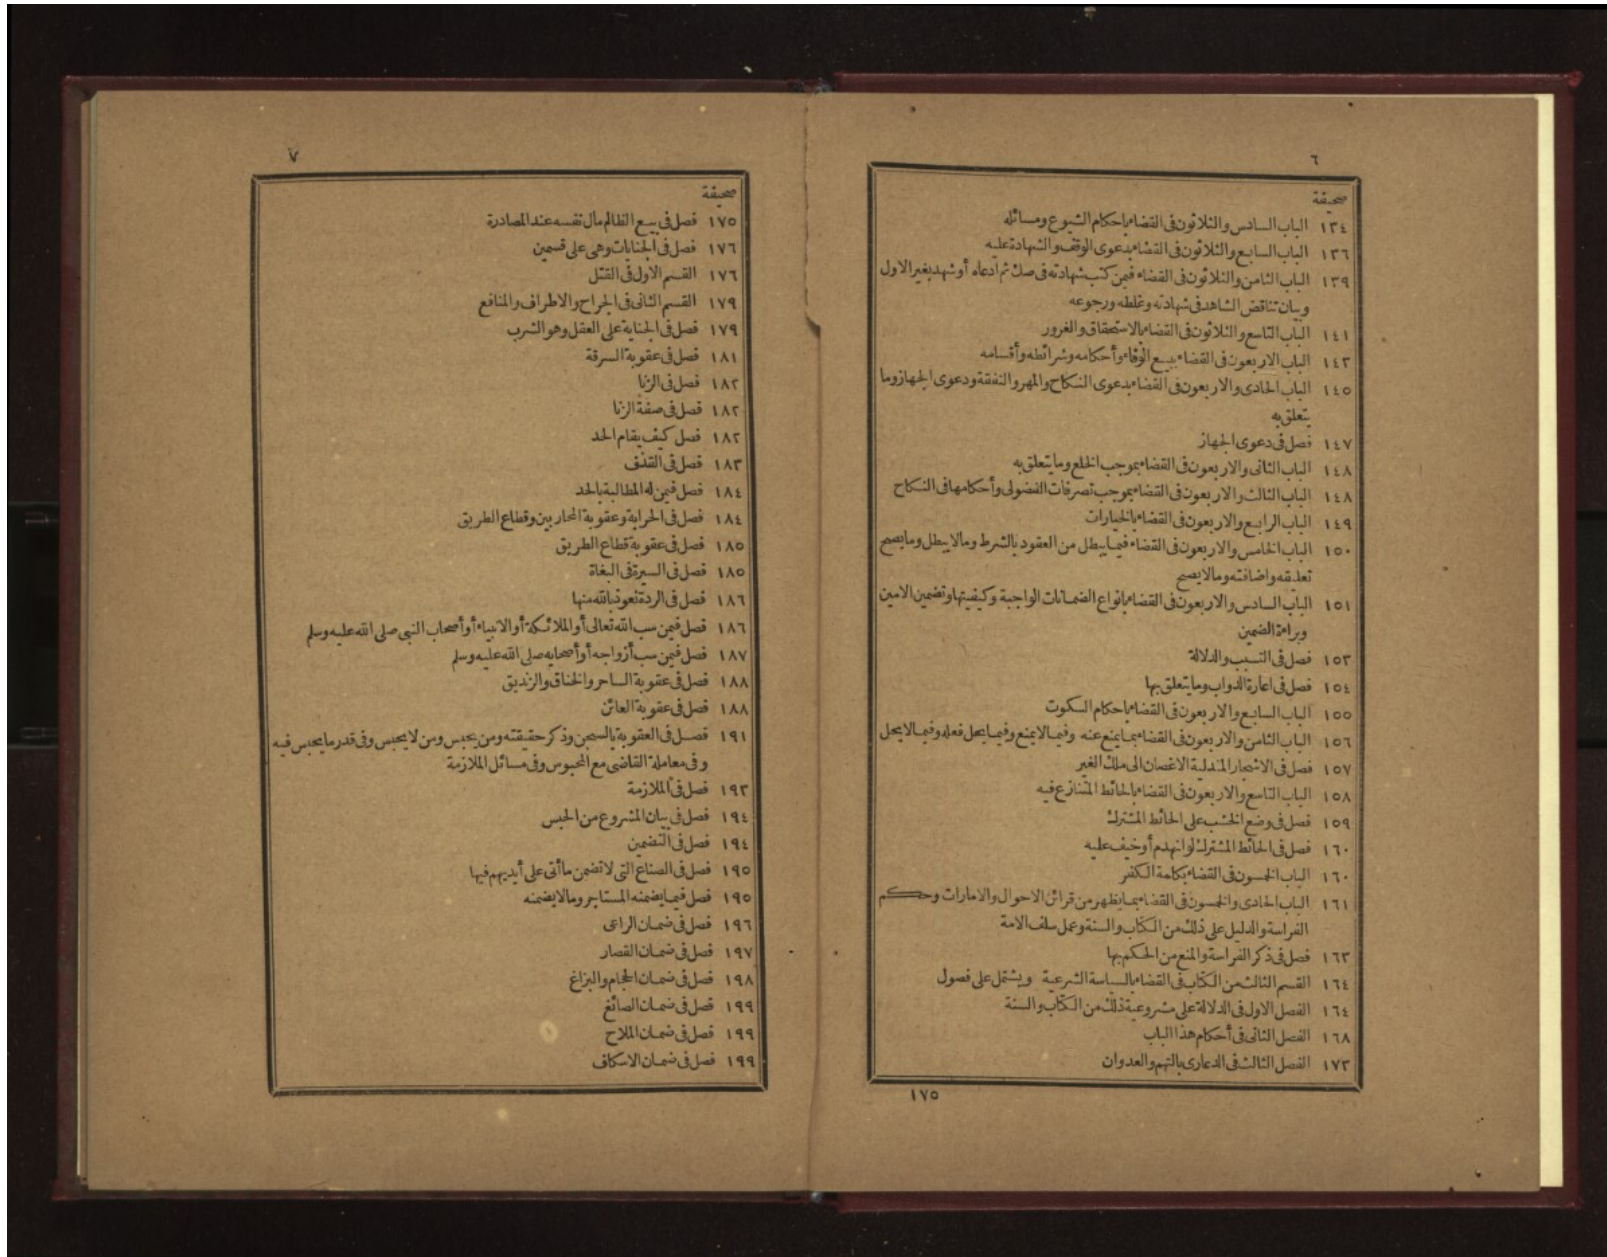 ٦
صحيفة
١٣٤ الباب السادس والثلاثون فى القضاء باحكام الشيوع ومسائله
١٣٦ الباب السابع والثلاثون فى القضاء بدعوى الوقف والشهادة عليه
١٣٩ الباب الثامن والثلاثون فى القضاء فيمن كتب شهادته فى صك ثم ادعاه أوشهد بغير الاول
وبيان تناقض الشاهد فى شهادته وغلطه ورجوعه
١٤١ الباب التاسع والثلاثون فى القضاء بالاستحقاق والغرور
١٤٣ الباب الاربعون فى القضاء ببيع الوفاء وأحكامه وشرائطه وأقسامه
١٤٥ الباب الحادى والاربعون فى القضاء بدعوى النكاح والمهر والنفقة ودعوى الجهاز وما
يتعلق به
١٤٧ فصل فى دعوى الجهاز
١٤٨ الباب الثانى والاربعون فى القضاء بموجب الخلع وما يتعلق به
١٤٨ الباب الثالث والاربعون فى القضاء بموجب تصرفات الفضولى وأحكامها فى النكاح
١٤٩ الباب الرابع والاربعون فى القضاء بالخيارات
١٥٠ الباب الخامس والاربعون فى القضاء فيما يبطل من العقود بالشرط ومالا يبطل وما يصح
تعليقه واضافته ومالا يصح
١٥١ الباب السادس والاربعون فى القضاء بانواع الضمانات الواجبة وكيفيتها وتضمين الامين
وبراءة الضمين
١٥٣ فصل فى التسبب والدلالة
١٥٤ فصل فى اعارة الدواب وما يتعلق بها
١٥٥ الباب السابع والاربعون فى القضاء باحكام السكوت
١٥٦ الباب الثامن والاربعون فى القضاء بما يمنع عنه وفيما لا يمنع وفيما يحل فعله وفيما لا يحل
١٥٧ فصل فى الاشجار المتدلية الاغصان الى ملك الغير
١٥٨ الباب التاسع والاربعون فى القضاء بالحائط المتنازع فيه
١٥٩ فصل فى وضع الخشب على الحائط المشترك
١٦٠ فصل فى الحائط المشترك لو انهدم أوخيف عليه
١٦٠ الباب الخمسون فى القضاء بكلمة الكفر
١٦١ الباب الحادى والخمسون فى القضاء بما يظهر من قرائن الاحوال والامارات وحكم
الفراسة والدليل على ذلك من الكتاب والسنة وعمل سلف الامة
١٦٣ فصل فى ذكر الفراسة والمنع من الحكم بها
١٦٤ القسم الثالث من الكتاب فى القضاء بالسياسة الشرعية ويشتمل على فصول
١٦٤ الفصل الاول فى الدلالة على مشروعية ذلك من الكتاب والسنة
١٦٨ الفصل الثانى فى أحكام هذا الباب
١٧٣ الفصل الثالث فى الدعاوى بالتهم والعدوان
١٧٥
٧
صحيفة
١٧٥ فصل فى بيع الظالم مال نفسه عند المصادرة
١٧٦ فصل فى الجنايات وهى على قسمين
١٧٦ القسم الاول فى القتل
١٧٩ القسم الثانى فى الجراح والاطراف والمنافع
١٧٩ فصل فى الجناية على العقل وهو الشرب
١٨١ فصل فى عقوبة السرقة
١٨٢ فصل فى الزنا
١٨٢ فصل فى صفة الزنا
١٨٢ فصل كيف يقام الحد
١٨٣ فصل فى القذف
١٨٤ فصل فيمن له المطالبة بالحد
١٨٤ فصل فى الحرابة وعقوبة المحاربين وقطاع الطريق
١٨٥ فصل فى عقوبة قطاع الطريق
١٨٥ فصل فى السيرة فى البغاة
١٨٦ فصل فى الردة نعوذ بالله منها
١٨٦ فصل فيمن سب الله تعالى أو الملائكة أو الانبياء أو أصحاب النبى صلى الله عليه وسلم
١٨٧ فصل فيمن سب أزواجه أو أصحابه صلى الله عليه وسلم
١٨٨ فصل فى عقوبة الساحر والخناق والزنديق
١٨٨ فصل فى عقوبة العائن
١٩١ فصل فى العقوبة بالسجن وذكر حقيقته ومن يحبس ومن لا يحبس وفى قدر ما يحبس فيه
وفى معاملة القاضى مع المحبوس وفى مسائل الملازمة
١٩٣ فصل فى الملازمة
١٩٤ فصل فى بيان المشروع من الحبس
١٩٤ فصل فى التضمين
١٩٥ فصل فى الصناع التى لا تضمن ما أتى على أيديهم فيها
١٩٥ فصل فيما يضمنه المستاجر ومالا يضمنه
١٩٦ فصل فى ضمان الراعى
١٩٧ فصل فى ضمان القصار
١٩٨ فصل فى ضمان الحجام والبزاغ
١٩٩ فصل فى ضمان الصائغ
١٩٩ فصل فى ضمان الملاح
١٩٩ فصل فى ضمان الاسكاف